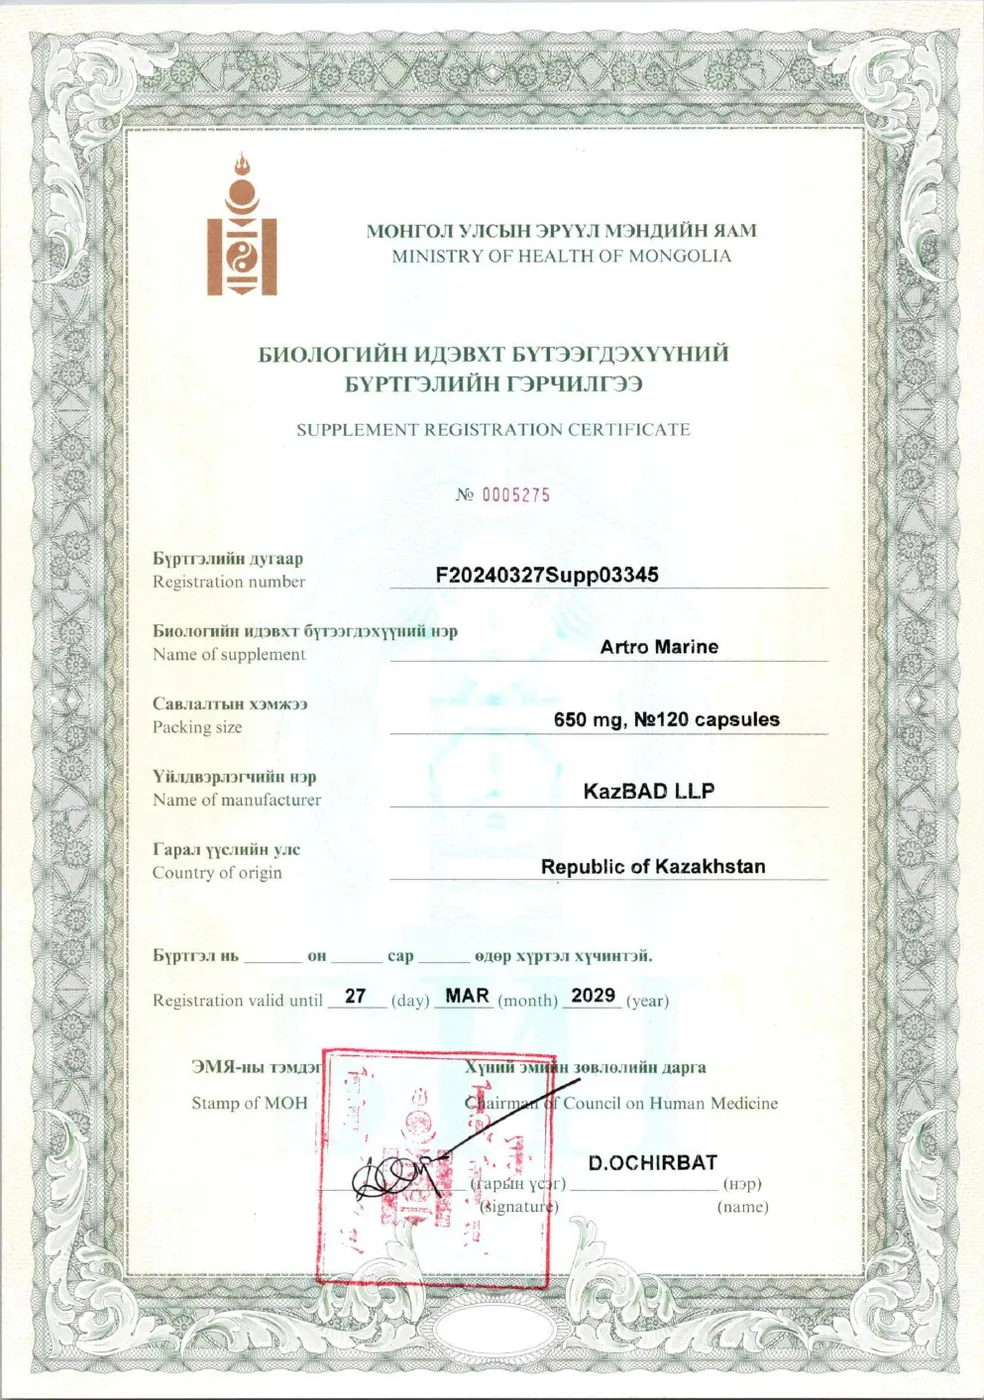 МОНГОЛ УЛСЫН ЭРҮҮЛ МЭНДИЙН ЯАМ
MINISTRY OF HEALTH OF MONGOLIA
БИОЛОГИЙН ИДЭВХТ БҮТЭЭГДЭХҮҮНИЙ
БҮРТГЭЛИЙН ГЭРЧИЛГЭЭ
SUPPLEMENT REGISTRATION CERTIFICATE
№ 0005275
Бүртгэлийн дугаар
Registration number F20240327Supp03345
Биологийн идэвхт бүтээгдэхүүний нэр
Name of supplement Artro Marine
Савлалтын хэмжээ
Packing size 650 mg, №120 capsules
Үйлдвэрлэгчийн нэр
Name of manufacturer KazBAD LLP
Гарал үүслийн улс
Country of origin Republic of Kazakhstan
Бүртгэл нь ______ он ______ сар ______ өдөр хүртэл хүчинтэй.
Registration valid until 27 (day) MAR (month) 2029 (year)
ЭМЯ-ны тэмдэг Хүний эмийн зөвлөлийн дарга
Stamp of MOH Chairman of Council on Human Medicine
D.OCHIRBAT
(гарын үсэг) (нэр)
(signature) (name)